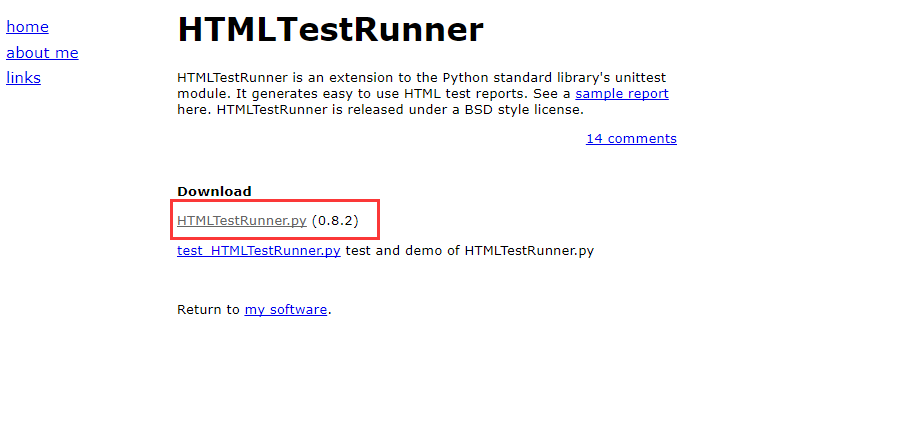 home
about me
links
HTMLTestRunner
HTMLTestRunner is an extension to the Python standard library's unittest
module. It generates easy to use HTML test reports. See a sample report
here. HTMLTestRunner is released under a BSD style license.
14 comments
Download
HTMLTestRunner.py (0.8.2)
test_HTMLTestRunner.py test and demo of HTMLTestRunner.py
Return to my software.